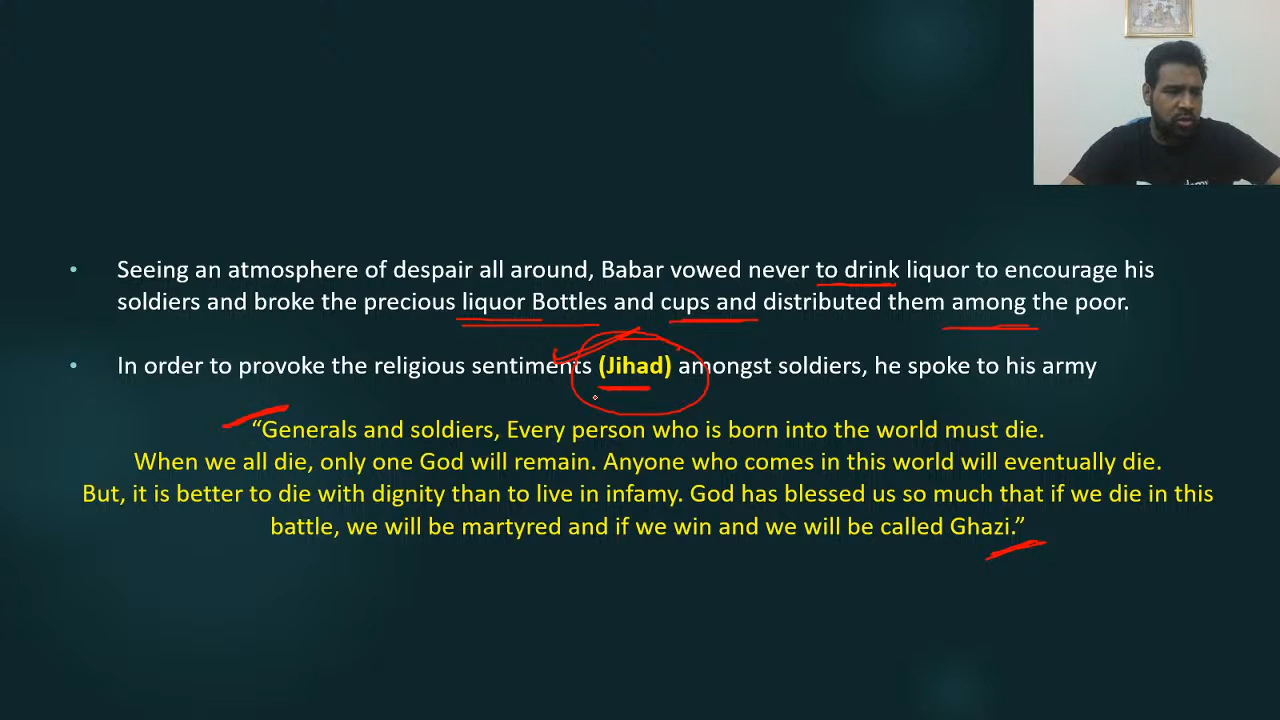 Seeing an atmosphere of despair all around, Babar vowed never to drink liquor to encourage his
soldiers and broke the precious liquor Bottles and cups and distributed them among the poor.
In order to provoke the religious sentiments (Jihad) amongst soldiers, he spoke to his army
“Generals and soldiers, Every person who is born into the world must die.
When we all die, only one God will remain. Anyone who comes in this world will eventually die.
But, it is better to die with dignity than to live in infamy. God has blessed us so much that if we die in this
battle, we will be martyred and if we win and we will be called Ghazi.”